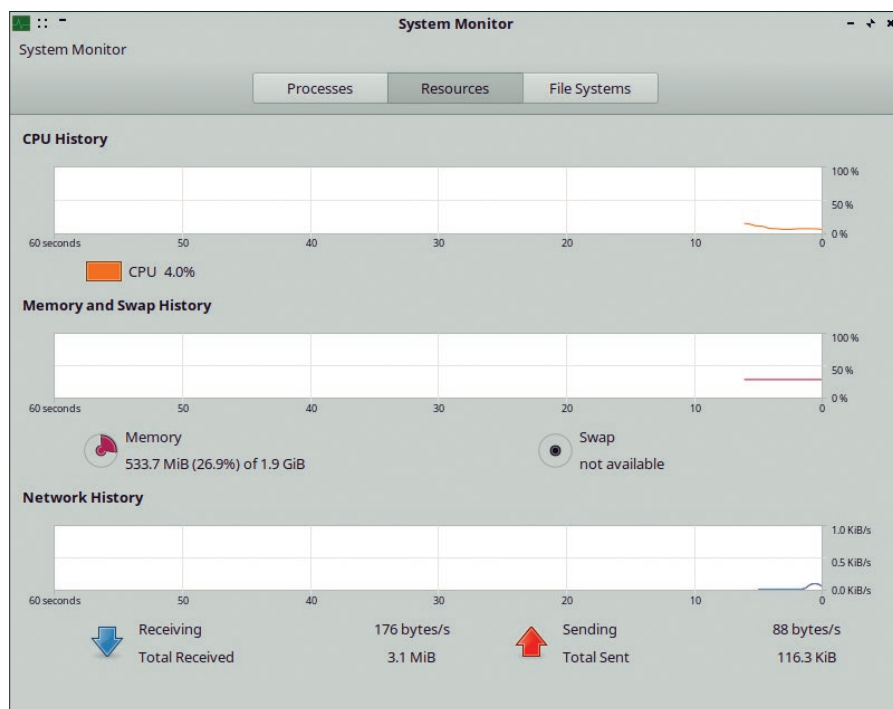 System Monitor
System Monitor
Processes Resources File Systems
CPU History
100 %
50 %
0 %
60 seconds 50 40 30 20 10 0
CPU 4.0%
Memory and Swap History
100 %
50 %
0 %
60 seconds 50 40 30 20 10 0
Memory Swap
533.7 MiB (26.9%) of 1.9 GiB not available
Network History
1.0 KiB/s
0.5 KiB/s
0.0 KiB/s
60 seconds 50 40 30 20 10 0
Receiving 176 bytes/s Sending 88 bytes/s
Total Received 3.1 MiB Total Sent 116.3 KiB